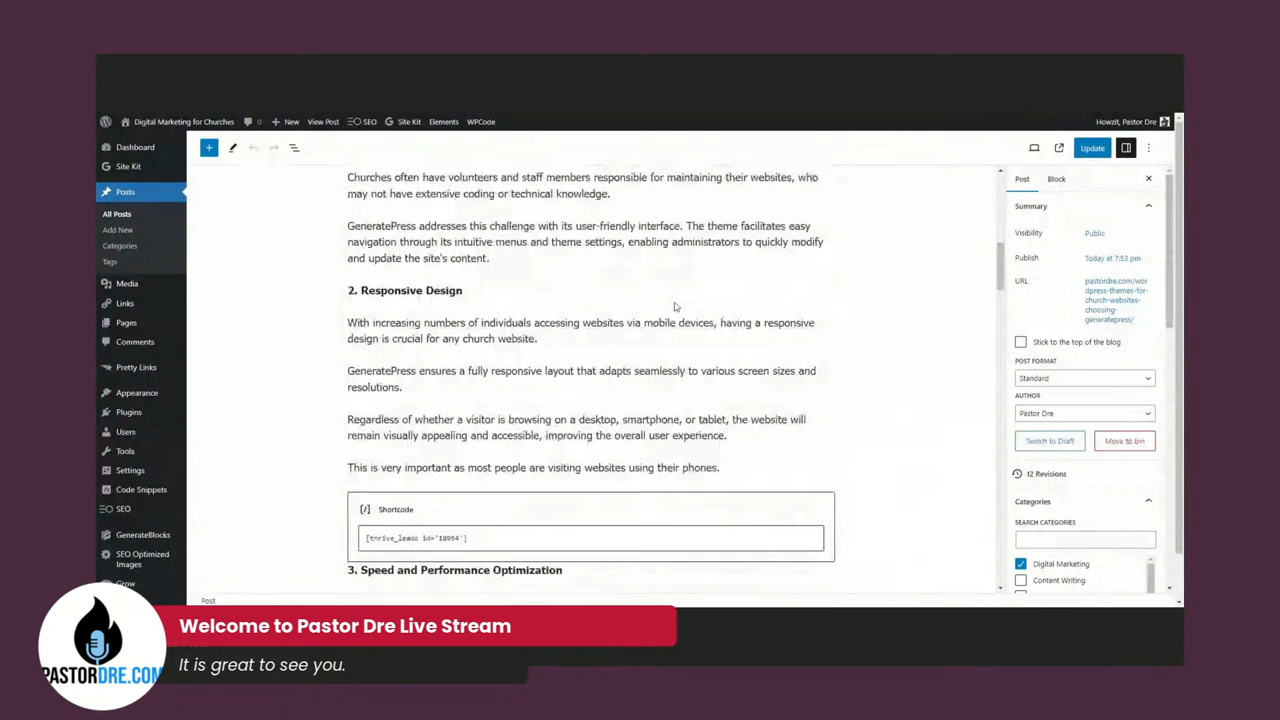 Digital Marketing for Churches 0 New View Post SEO Site Kit Elements WPCode
Howzit, Pastor Dre
Dashboard
Site Kit
Posts
All Posts
Add New
Categories
Tags
Media
Links
Pages
Comments
Pretty Links
Appearance
Plugins
Users
Tools
Settings
Code Snippets
SEO
GenerateBlocks
SEO Optimized
Images
Grow
Update
Churches often have volunteers and staff members responsible for maintaining their websites, who
may not have extensive coding or technical knowledge.
GeneratePress addresses this challenge with its user-friendly interface. The theme facilitates easy
navigation through its intuitive menus and theme settings, enabling administrators to quickly modify
and update the site's content.
2. Responsive Design
With increasing numbers of individuals accessing websites via mobile devices, having a responsive
design is crucial for any church website.
GeneratePress ensures a fully responsive layout that adapts seamlessly to various screen sizes and
resolutions.
Regardless of whether a visitor is browsing on a desktop, smartphone, or tablet, the website will
remain visually appealing and accessible, improving the overall user experience.
This is very important as most people are visiting websites using their phones.
[/] Shortcode
[thrive_leads id='18994']
3. Speed and Performance Optimization
Post
Post Block
Summary
Visibility Public
Publish Today at 7:53 pm
URL pastordre.com/wor
dpress-themes-for-
church-websites-
choosing-
generatepress/
Stick to the top of the blog
POST FORMAT
Standard
AUTHOR
Pastor Dre
Switch to Draft Move to bin
12 Revisions
Categories
SEARCH CATEGORIES
Digital Marketing
Content Writing
Welcome to Pastor Dre Live Stream
It is great to see you.
PASTORDRE.COM